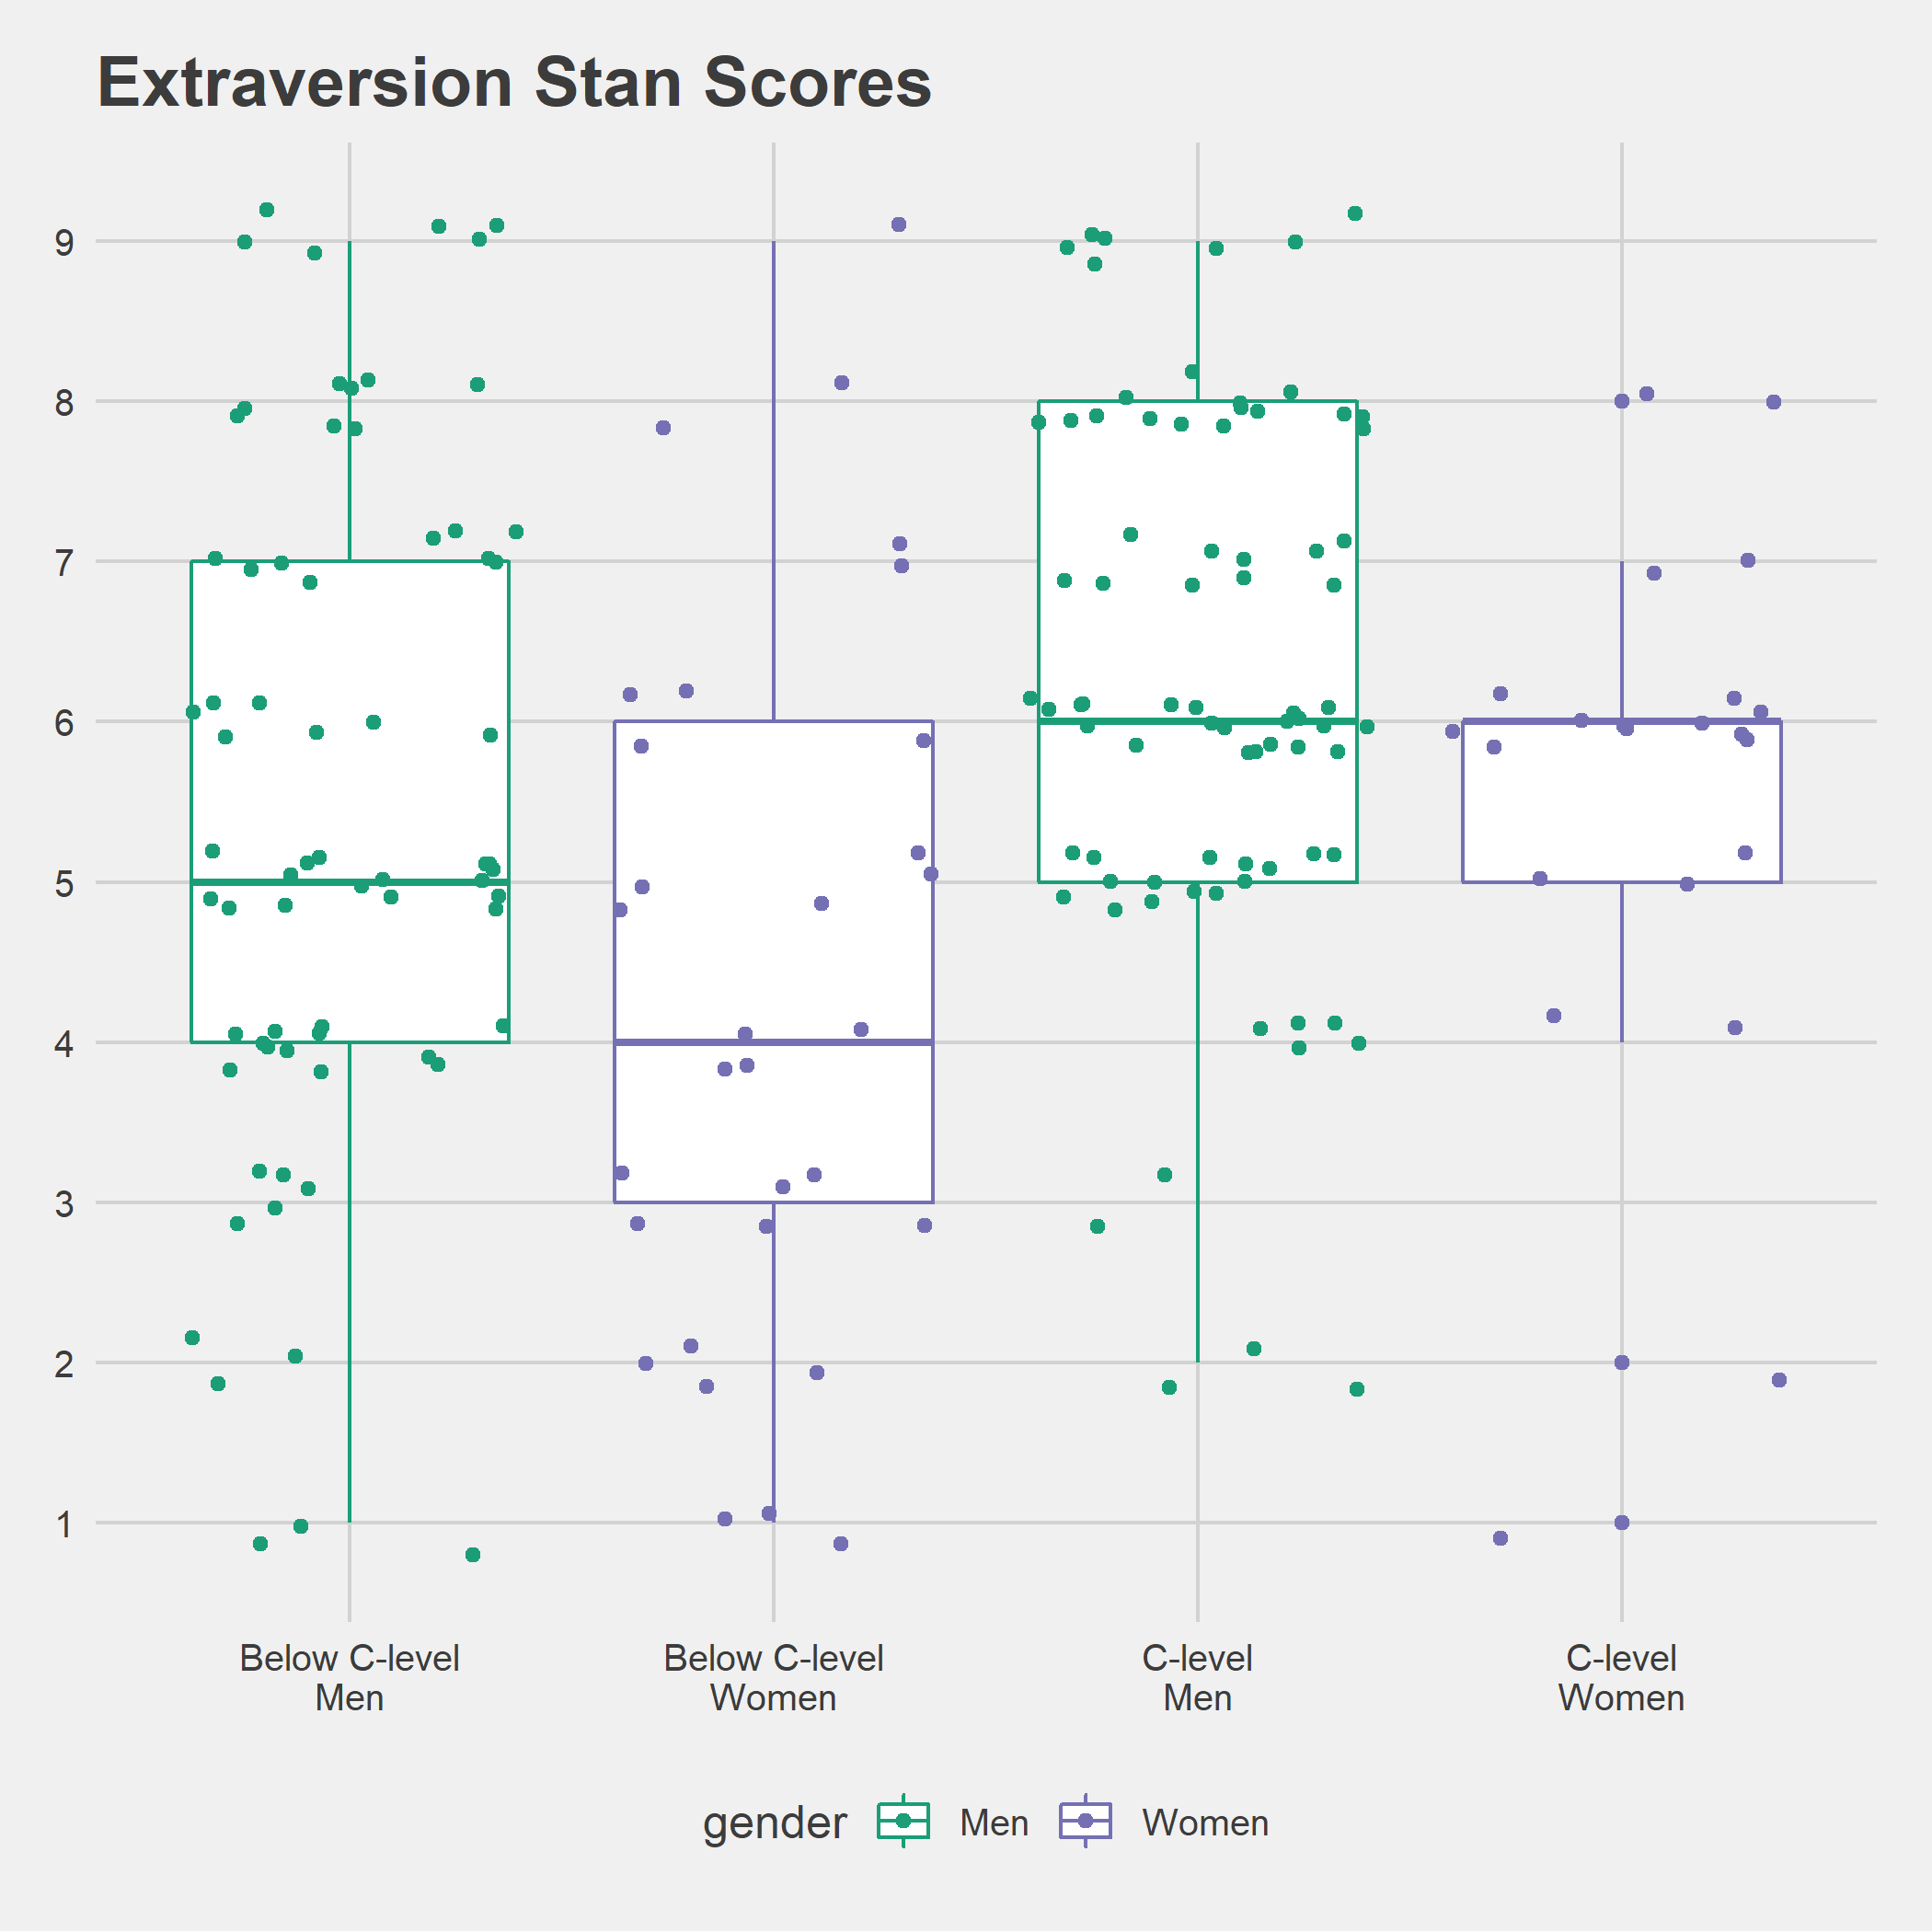 Extraversion Stan Scores
9
8
7
6
5
4
3
2
1
Below C-level
Men
Below C-level
Women
C-level
Men
C-level
Women
gender
Men
Women